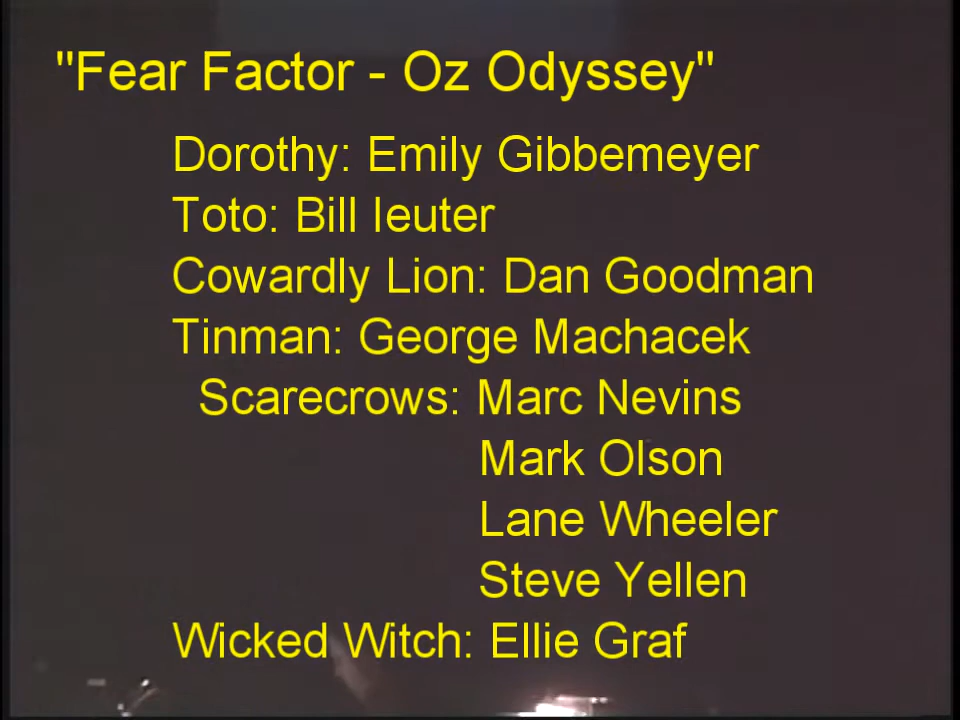 "Fear Factor - Oz Odyssey"
Dorothy: Emily Gibbemeyer
Toto: Bill Ieuter
Cowardly Lion: Dan Goodman
Tinman: George Machacek
Scarecrows: Marc Nevins
Mark Olson
Lane Wheeler
Steve Yellen
Wicked Witch: Ellie Graf